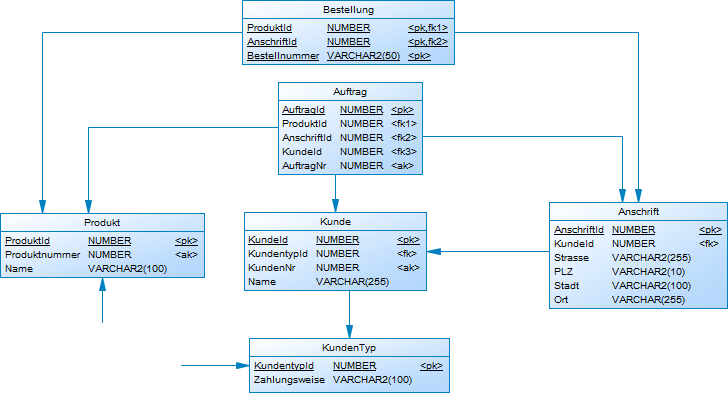 Bestellung
ProduktId NUMBER <pk,fk1>
AnschriftId NUMBER <pk,fk2>
Bestellnummer VARCHAR2(50) <pk>
Auftrag
AuftragId NUMBER <pk>
ProduktId NUMBER <fk1>
AnschriftId NUMBER <fk2>
KundeId NUMBER <fk3>
AuftragNr NUMBER <ak>
Produkt
ProduktId NUMBER <pk>
Produktnummer NUMBER <ak>
Name VARCHAR2(100)
Kunde
KundeId NUMBER <pk>
KundentypId NUMBER <fk>
KundenNr NUMBER <ak>
Name VARCHAR(255)
Anschrift
AnschriftId NUMBER <pk>
KundeId NUMBER <fk>
Strasse VARCHAR2(255)
PLZ VARCHAR2(10)
Stadt VARCHAR2(100)
Ort VARCHAR(255)
KundenTyp
KundentypId NUMBER <pk>
Zahlungsweise VARCHAR2(100)